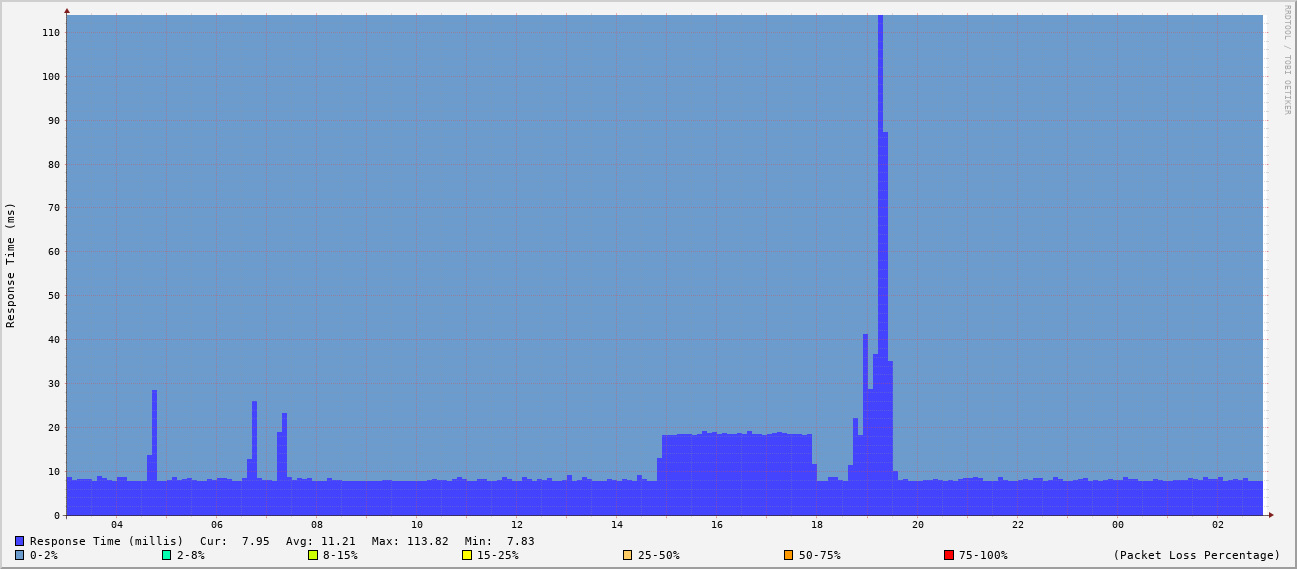 RRDTOOL / TOBI OETIKER
Response Time (ms)
110
100
90
80
70
60
50
40
30
20
10
0
04 06 08 10 12 14 16 18 20 22 00 02
Response Time (millis) Cur: 7.95 Avg: 11.21 Max: 113.82 Min: 7.83
0-2% 2-8% 8-15% 15-25% 25-50% 50-75% 75-100% (Packet Loss Percentage)